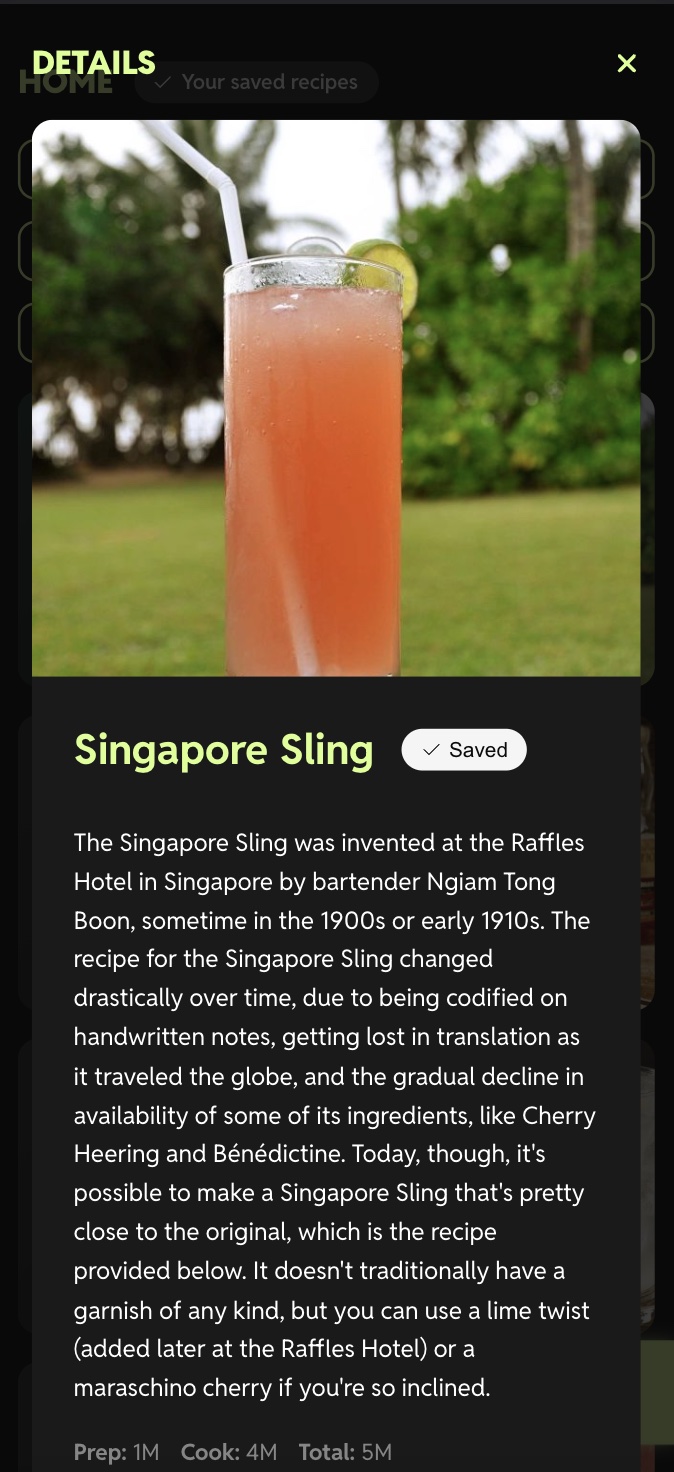 DETAILS
HOME
Your saved recipes
Singapore Sling
Saved
The Singapore Sling was invented at the Raffles
Hotel in Singapore by bartender Ngiam Tong
Boon, sometime in the 1900s or early 1910s. The
recipe for the Singapore Sling changed
drastically over time, due to being codified on
handwritten notes, getting lost in translation as
it traveled the globe, and the gradual decline in
availability of some of its ingredients, like Cherry
Heering and Bénédictine. Today, though, it's
possible to make a Singapore Sling that's pretty
close to the original, which is the recipe
provided below. It doesn't traditionally have a
garnish of any kind, but you can use a lime twist
(added later at the Raffles Hotel) or a
maraschino cherry if you're so inclined.
Prep: 1M Cook: 4M Total: 5M